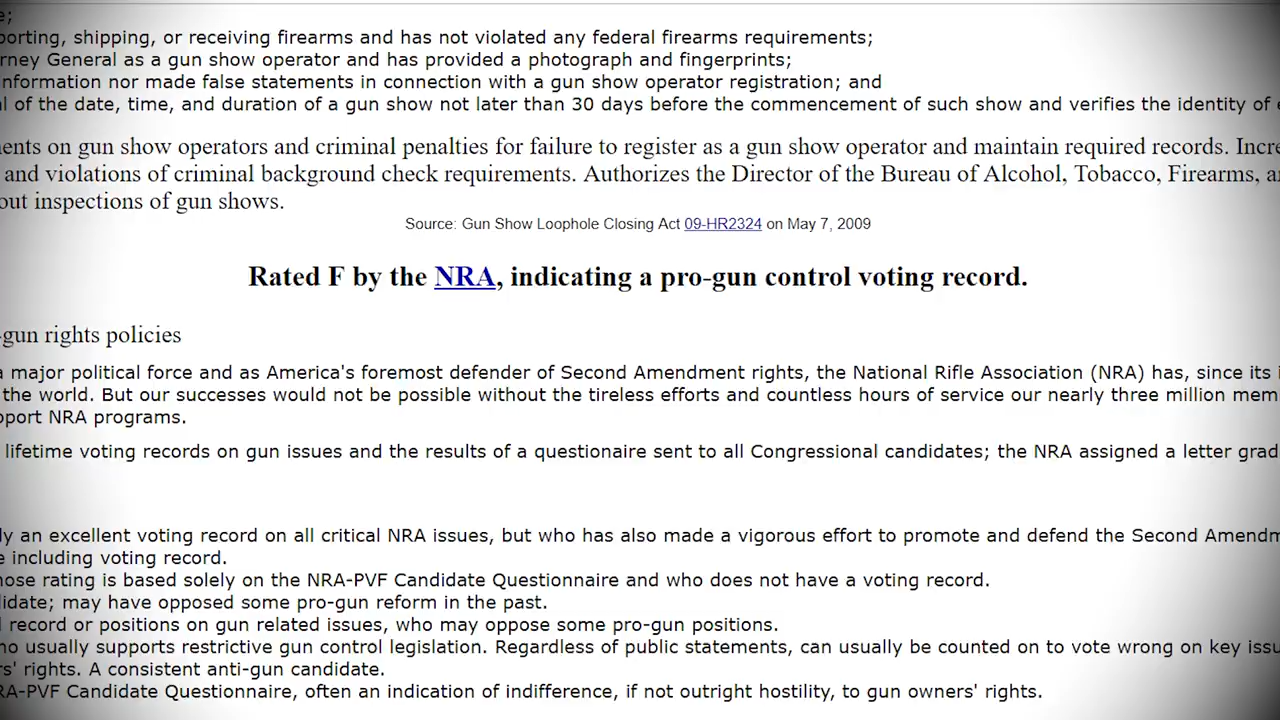 e;
porting, shipping, or receiving firearms and has not violated any federal firearms requirements;
rney General as a gun show operator and has provided a photograph and fingerprints;
information nor made false statements in connection with a gun show operator registration; and
l of the date, time, and duration of a gun show not later than 30 days before the commencement of such show and verifies the identity of e
ents on gun show operators and criminal penalties for failure to register as a gun show operator and maintain required records. Incre
and violations of criminal background check requirements. Authorizes the Director of the Bureau of Alcohol, Tobacco, Firearms, a
out inspections of gun shows.
Source: Gun Show Loophole Closing Act 09-HR2324 on May 7, 2009
Rated F by the NRA, indicating a pro-gun control voting record.
-gun rights policies
a major political force and as America's foremost defender of Second Amendment rights, the National Rifle Association (NRA) has, since its i
the world. But our successes would not be possible without the tireless efforts and countless hours of service our nearly three million mem
pport NRA programs.
lifetime voting records on gun issues and the results of a questionaire sent to all Congressional candidates; the NRA assigned a letter grad
ly an excellent voting record on all critical NRA issues, but who has also made a vigorous effort to promote and defend the Second Amendm
e including voting record.
hose rating is based solely on the NRA-PVF Candidate Questionnaire and who does not have a voting record.
didate; may have opposed some pro-gun reform in the past.
l record or positions on gun related issues, who may oppose some pro-gun positions.
ho usually supports restrictive gun control legislation. Regardless of public statements, can usually be counted on to vote wrong on key issu
rs' rights. A consistent anti-gun candidate.
RA-PVF Candidate Questionnaire, often an indication of indifference, if not outright hostility, to gun owners' rights.